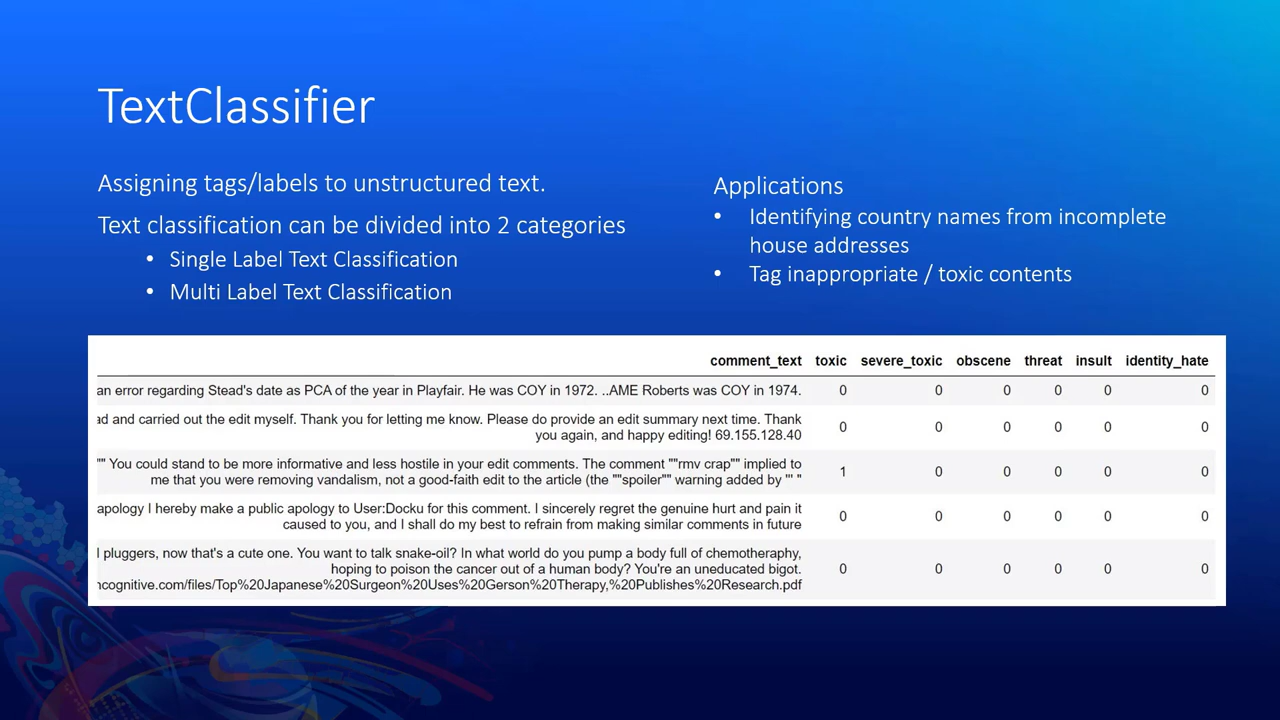 TextClassifier
Assigning tags/labels to unstructured text.
Text classification can be divided into 2 categories
• Single Label Text Classification
• Multi Label Text Classification
Applications
• Identifying country names from incomplete
house addresses
• Tag inappropriate / toxic contents
comment_text toxic severe_toxic obscene threat insult identity_hate
an error regarding Stead's date as PCA of the year in Playfair. He was COY in 1972. ..AME Roberts was COY in 1974. 0 0 0 0 0 0
and carried out the edit myself. Thank you for letting me know. Please do provide an edit summary next time. Thank
you again, and happy editing! 69.155.128.40 0 0 0 0 0 0
"" You could stand to be more informative and less hostile in your edit comments. The comment ""rmv crap"" implied to
me that you were removing vandalism, not a good-faith edit to the article (the ""spoiler"" warning added by "' " 1 0 0 0 0 0
apology I hereby make a public apology to User:Docku for this comment. I sincerely regret the genuine hurt and pain it
caused to you, and I shall do my best to refrain from making similar comments in future 0 0 0 0 0 0
pluggers, now that's a cute one. You want to talk snake-oil? In what world do you pump a body full of chemotheraphy,
hoping to poison the cancer out of a human body? You're an uneducated bigot.
ncognitive.com/files/Top%20Japanese%20Surgeon%20Uses%20Gerson%20Therapy,%20Publishes%20Research.pdf 0 0 0 0 0 0